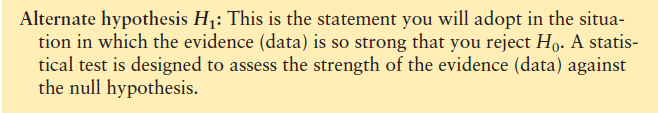 Alternate hypothesis H₁: This is the statement you will adopt in the situa-
tion in which the evidence (data) is so strong that you reject H₀. A statis-
tical test is designed to assess the strength of the evidence (data) against
the null hypothesis.